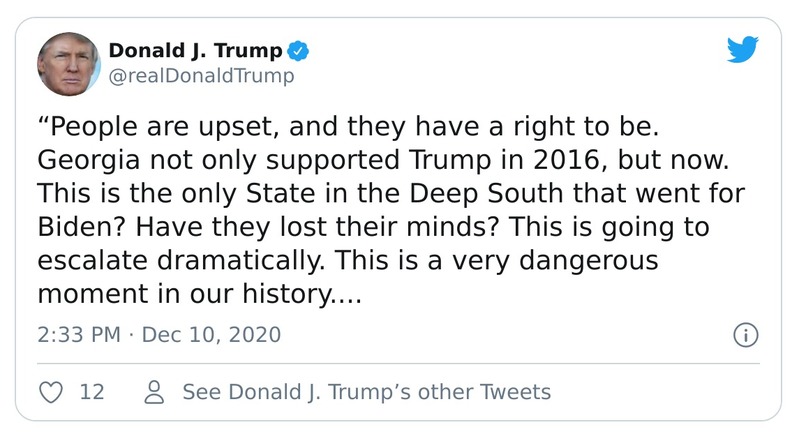 Donald J. Trump
@realDonaldTrump
“People are upset, and they have a right to be.
Georgia not only supported Trump in 2016, but now.
This is the only State in the Deep South that went for
Biden? Have they lost their minds? This is going to
escalate dramatically. This is a very dangerous
moment in our history....
2:33 PM · Dec 10, 2020
12 See Donald J. Trump’s other Tweets